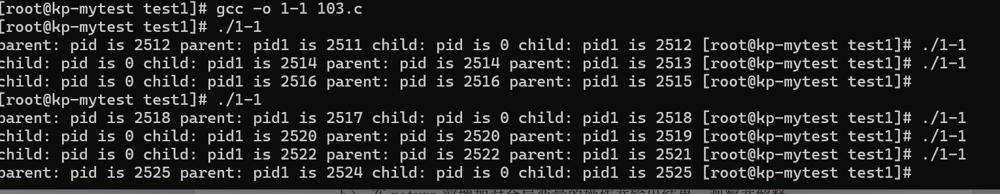 [root@kp-mytest test1]# gcc -o 1-1 103.c
[root@kp-mytest test1]# ./1-1
parent: pid is 2512 parent: pid1 is 2511 child: pid is 0 child: pid1 is 2512 [root@kp-mytest test1]# ./1-1
child: pid is 0 child: pid1 is 2514 parent: pid is 2514 parent: pid1 is 2513 [root@kp-mytest test1]# ./1-1
child: pid is 0 child: pid1 is 2516 parent: pid is 2516 parent: pid1 is 2515 [root@kp-mytest test1]#
[root@kp-mytest test1]# ./1-1
parent: pid is 2518 parent: pid1 is 2517 child: pid is 0 child: pid1 is 2518 [root@kp-mytest test1]# ./1-1
child: pid is 0 child: pid1 is 2520 parent: pid is 2520 parent: pid1 is 2519 [root@kp-mytest test1]# ./1-1
child: pid is 0 child: pid1 is 2522 parent: pid is 2522 parent: pid1 is 2521 [root@kp-mytest test1]# ./1-1
parent: pid is 2525 parent: pid1 is 2524 child: pid is 0 child: pid1 is 2525 [root@kp-mytest test1]#